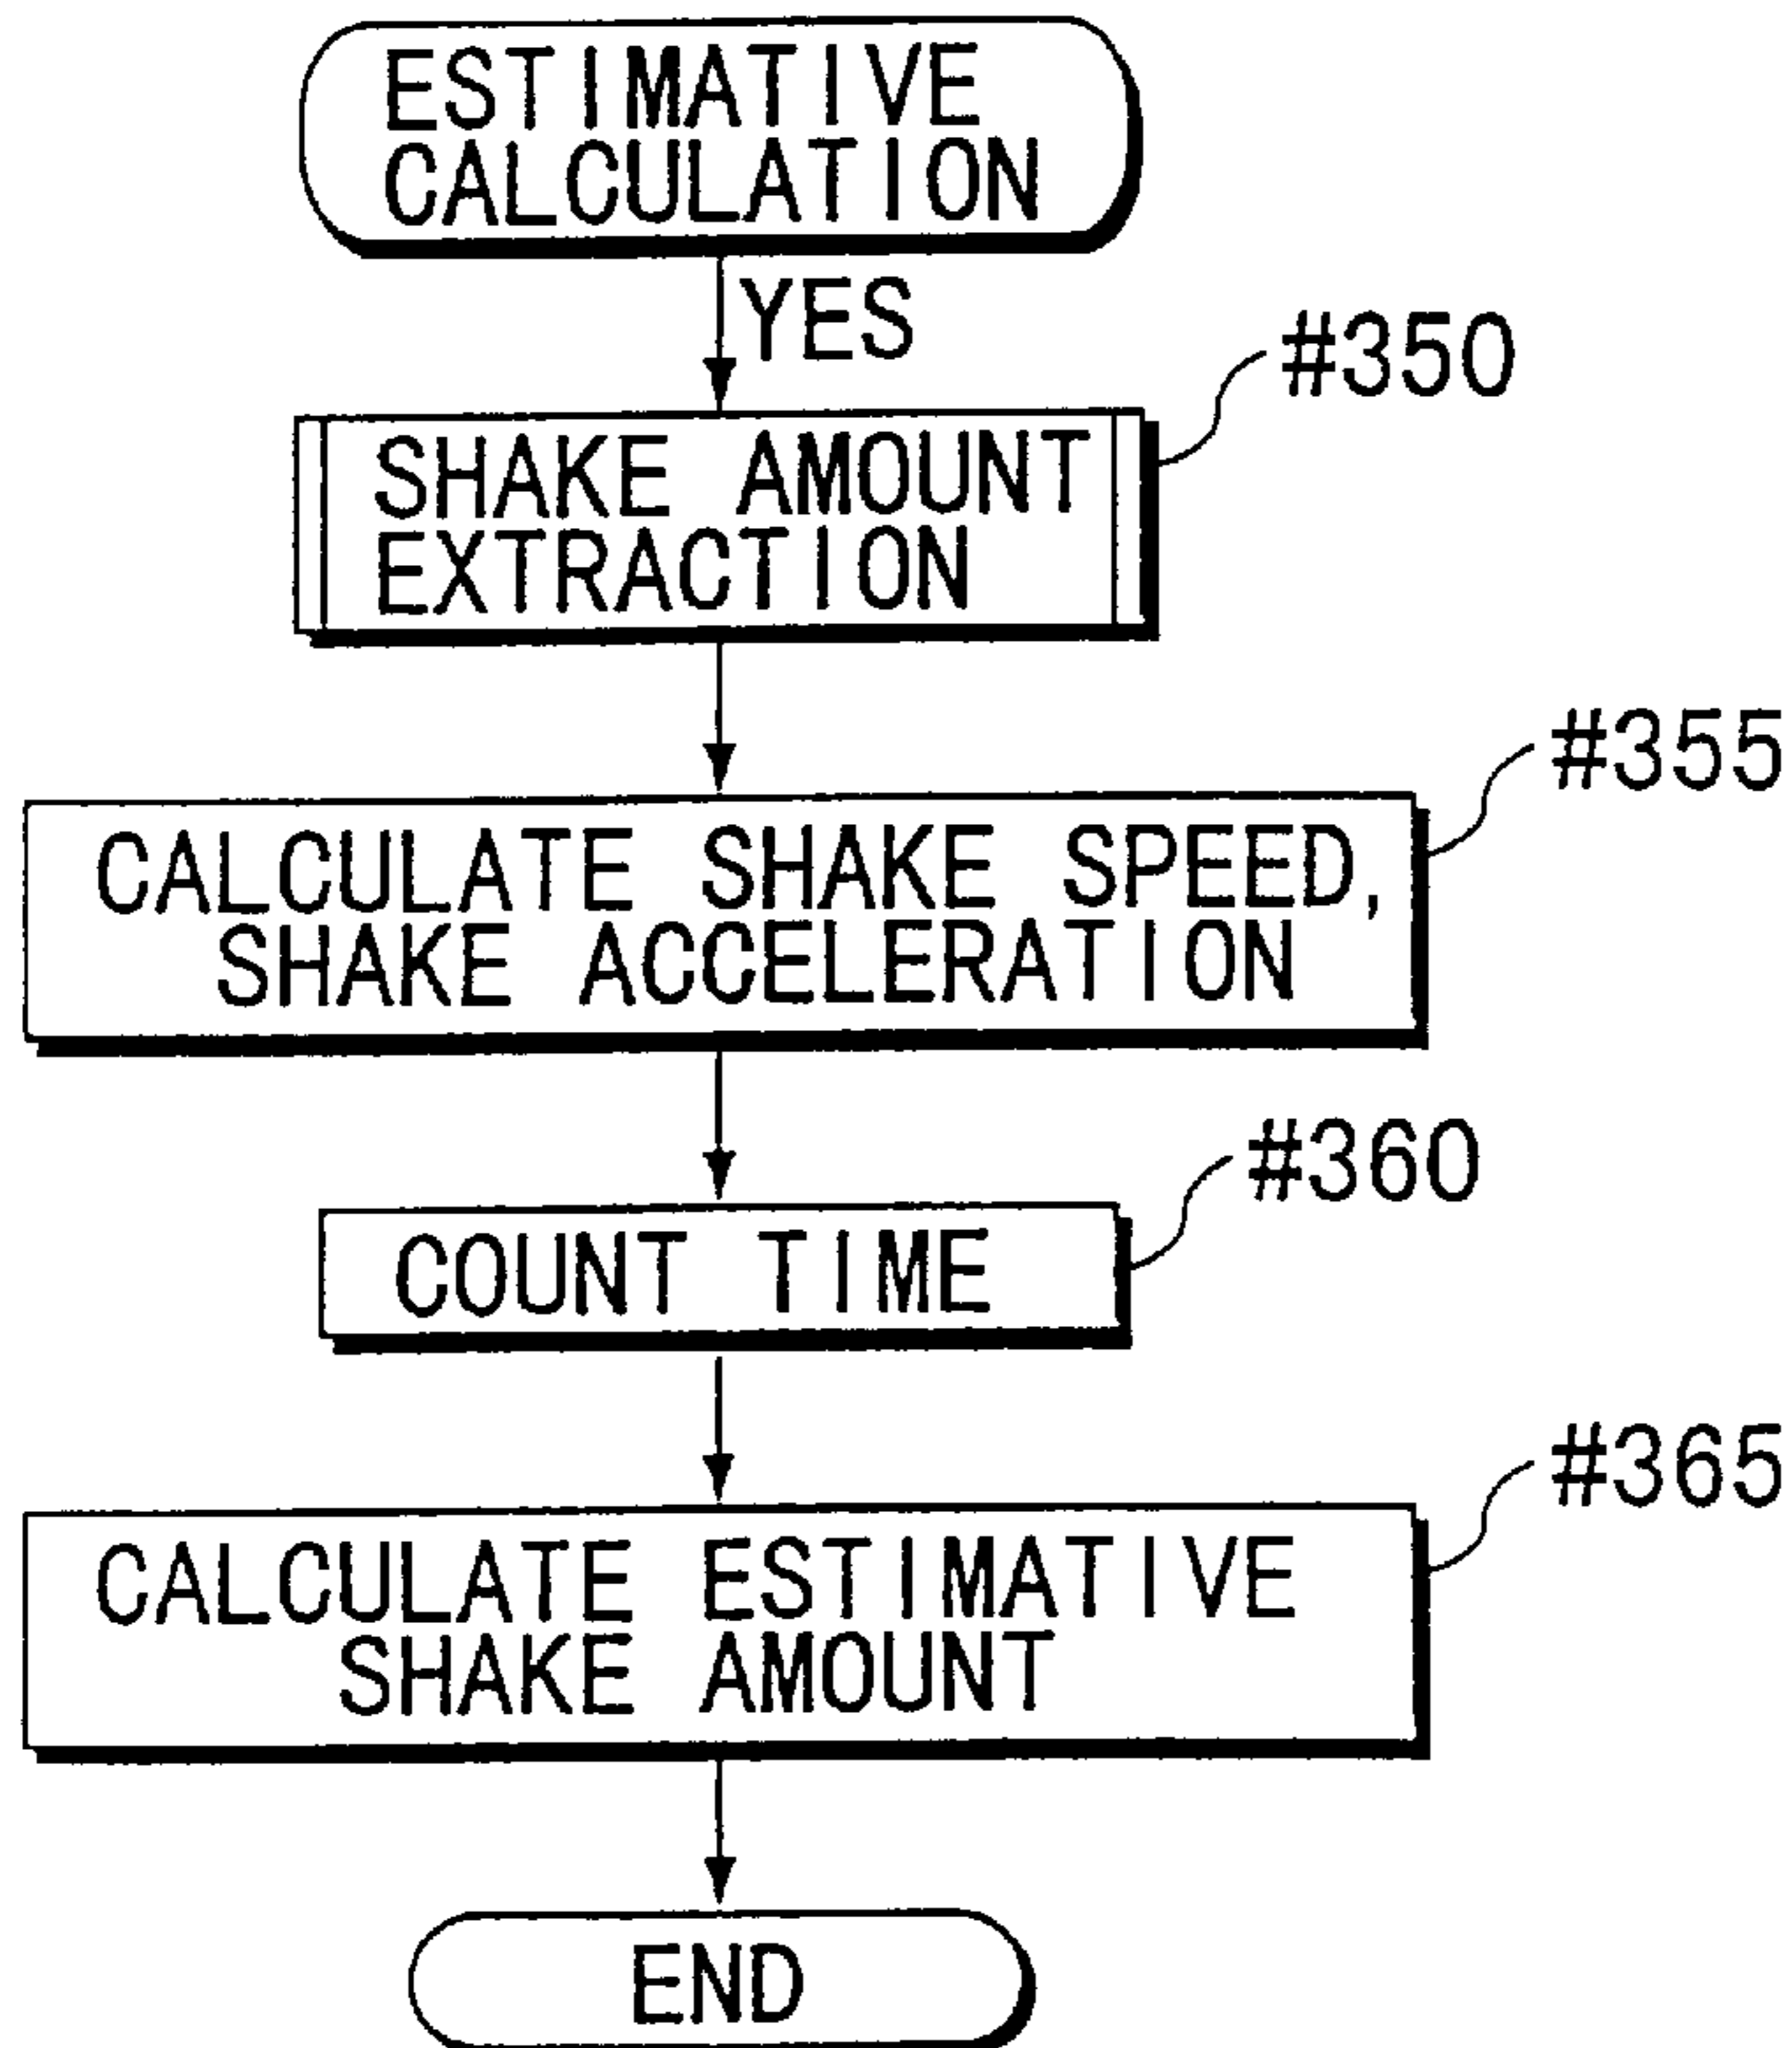 ESTIMATIVE
CALCULATION
YES
#350
SHAKE AMOUNT
EXTRACTION
#355
CALCULATE SHAKE SPEED,
SHAKE ACCELERATION
#360
COUNT TIME
#365
CALCULATE ESTIMATIVE
SHAKE AMOUNT
END